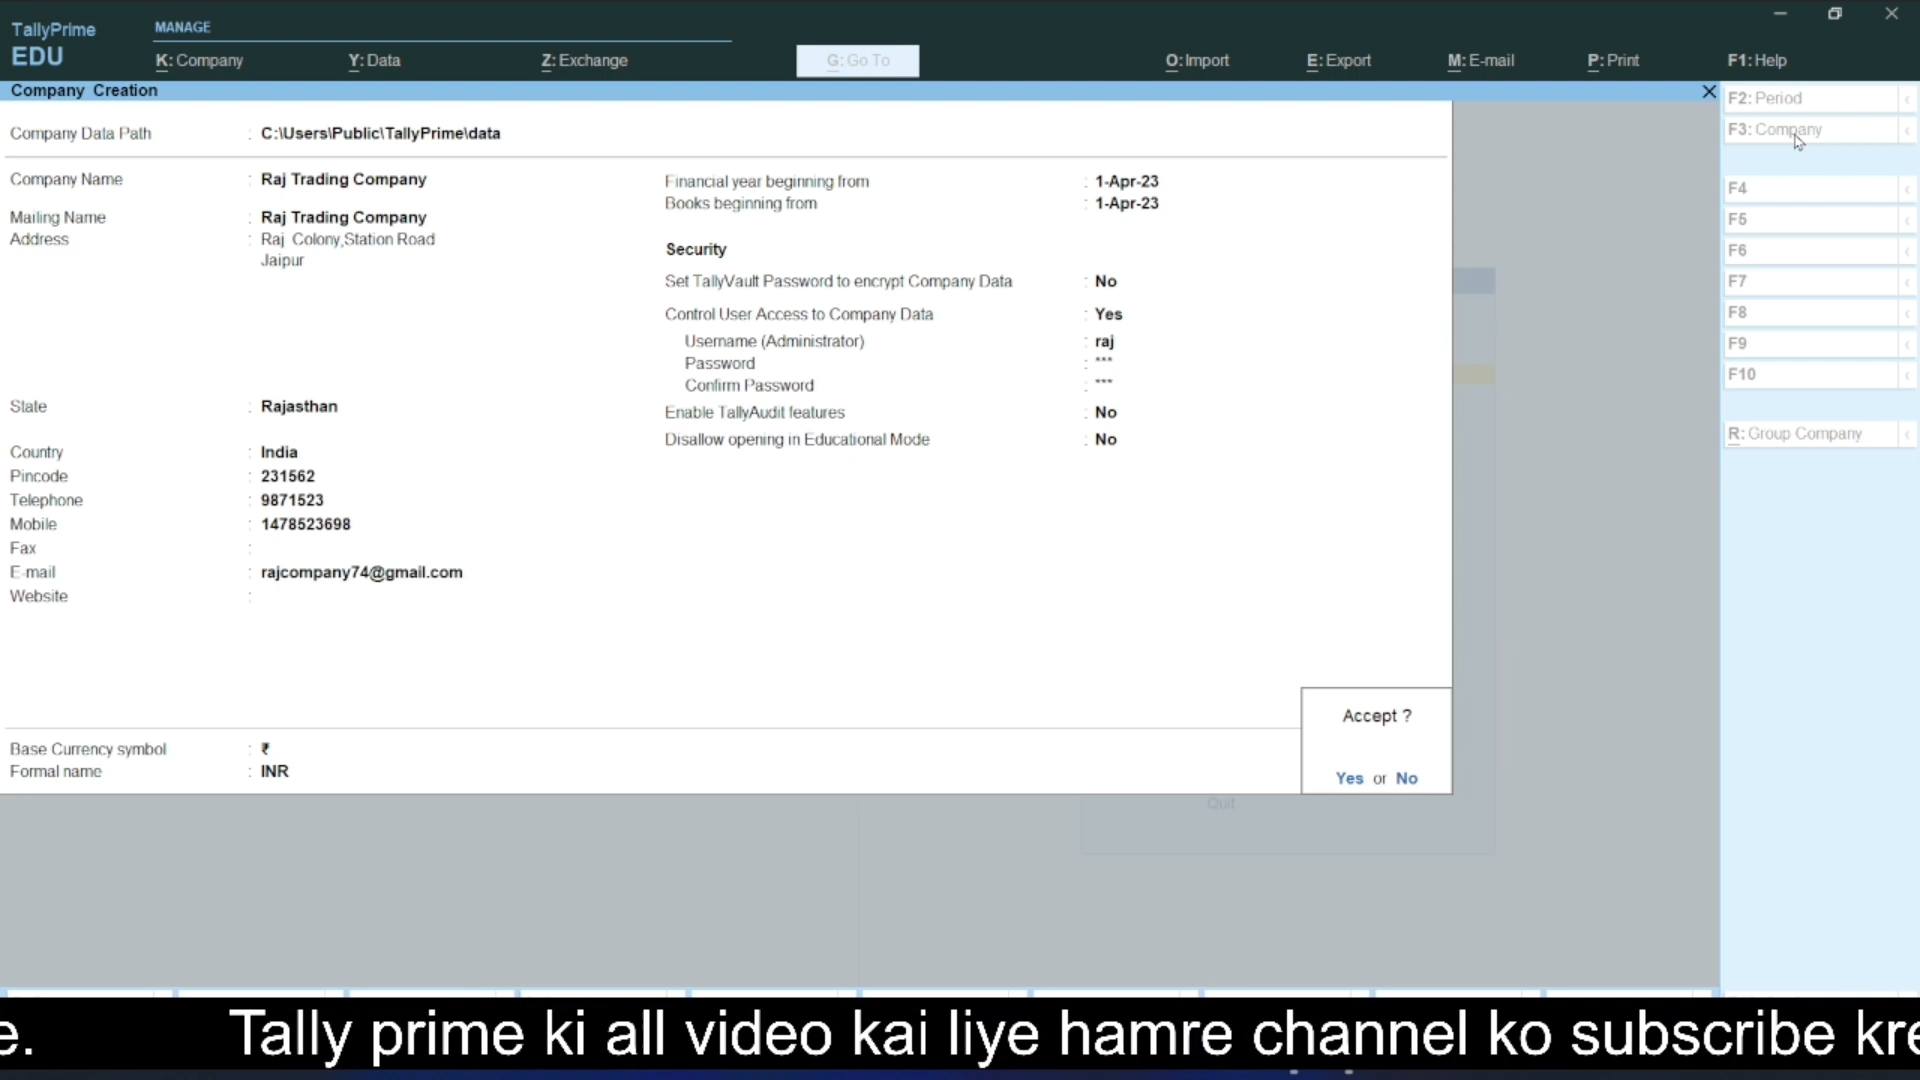 TallyPrime
EDU
MANAGE
K: Company
Y: Data
Z: Exchange
G: Go To
O: Import
E: Export
M: E-mail
P: Print
F1: Help
Company Creation
Company Data Path : C:\Users\Public\TallyPrime\data
Company Name : Raj Trading Company
Mailing Name : Raj Trading Company
Address : Raj Colony,Station Road
Jaipur
State : Rajasthan
Country : India
Pincode : 231562
Telephone : 9871523
Mobile : 1478523698
Fax :
E-mail : rajcompany74@gmail.com
Website :
Financial year beginning from : 1-Apr-23
Books beginning from : 1-Apr-23
Security
Set TallyVault Password to encrypt Company Data : No
Control User Access to Company Data : Yes
Username (Administrator) : raj
Password : ***
Confirm Password : ***
Enable TallyAudit features : No
Disallow opening in Educational Mode : No
Base Currency symbol : ₹
Formal name : INR
Accept ?
Yes or No
Quit
F2: Period
F3: Company
F4
F5
F6
F7
F8
F9
F10
R: Group Company
e. Tally prime ki all video kai liye hamre channel ko subscribe kre